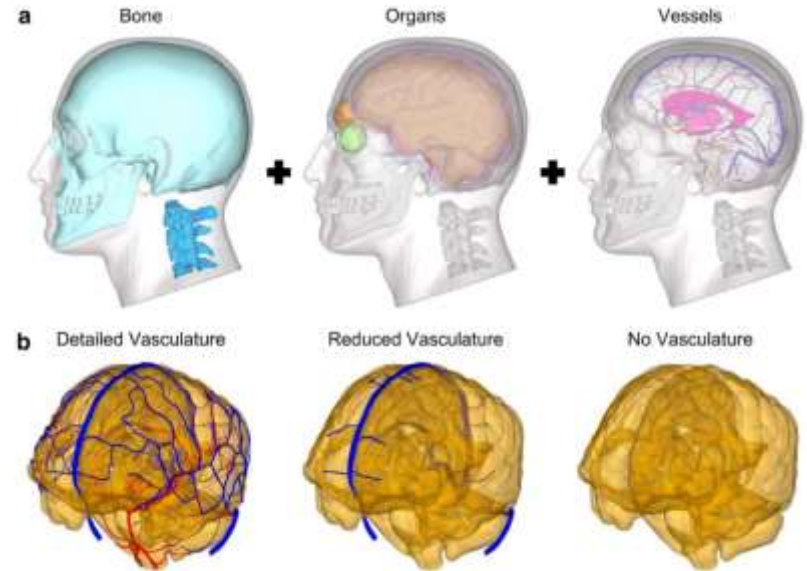 a
Bone
Organs
Vessels
b
Detailed Vasculature
Reduced Vasculature
No Vasculature